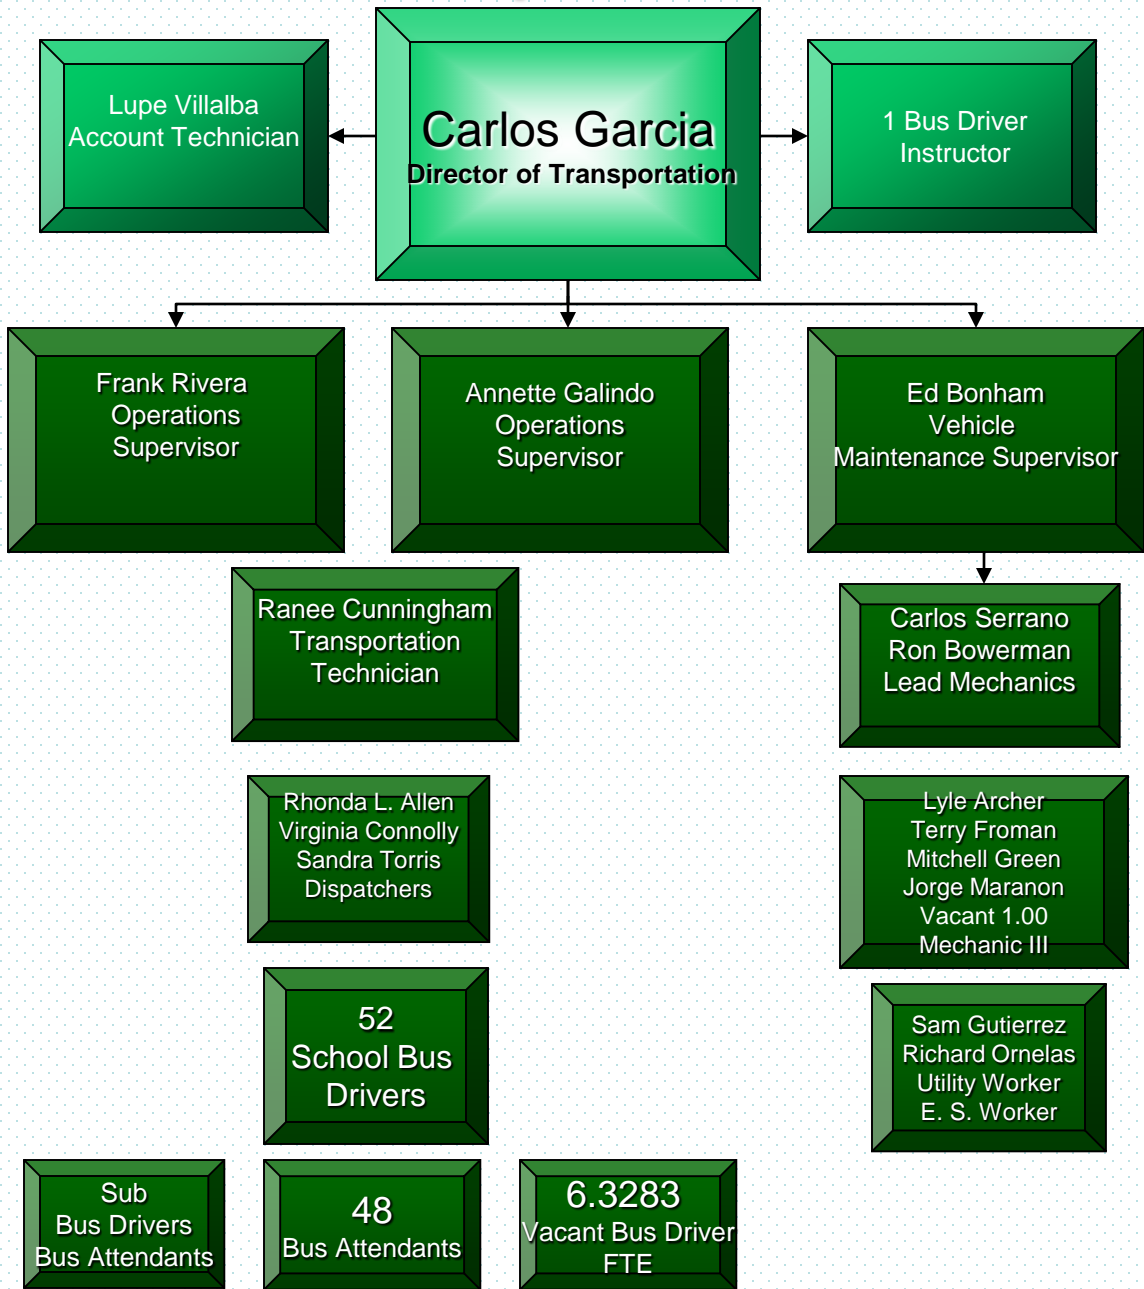 Lupe Villalba
Account Technician
Carlos Garcia
Director of Transportation
1 Bus Driver
Instructor
Frank Rivera
Operations
Supervisor
Annette Galindo
Operations
Supervisor
Ed Bonham
Vehicle
Maintenance Supervisor
Ranee Cunningham
Transportation
Technician
Carlos Serrano
Ron Bowerman
Lead Mechanics
Rhonda L. Allen
Virginia Connolly
Sandra Torris
Dispatchers
Lyle Archer
Terry Froman
Mitchell Green
Jorge Maranon
Vacant 1.00
Mechanic III
52
School Bus
Drivers
Sam Gutierrez
Richard Ornelas
Utility Worker
E. S. Worker
Sub
Bus Drivers
Bus Attendants
48
Bus Attendants
6.3283
Vacant Bus Driver
FTE